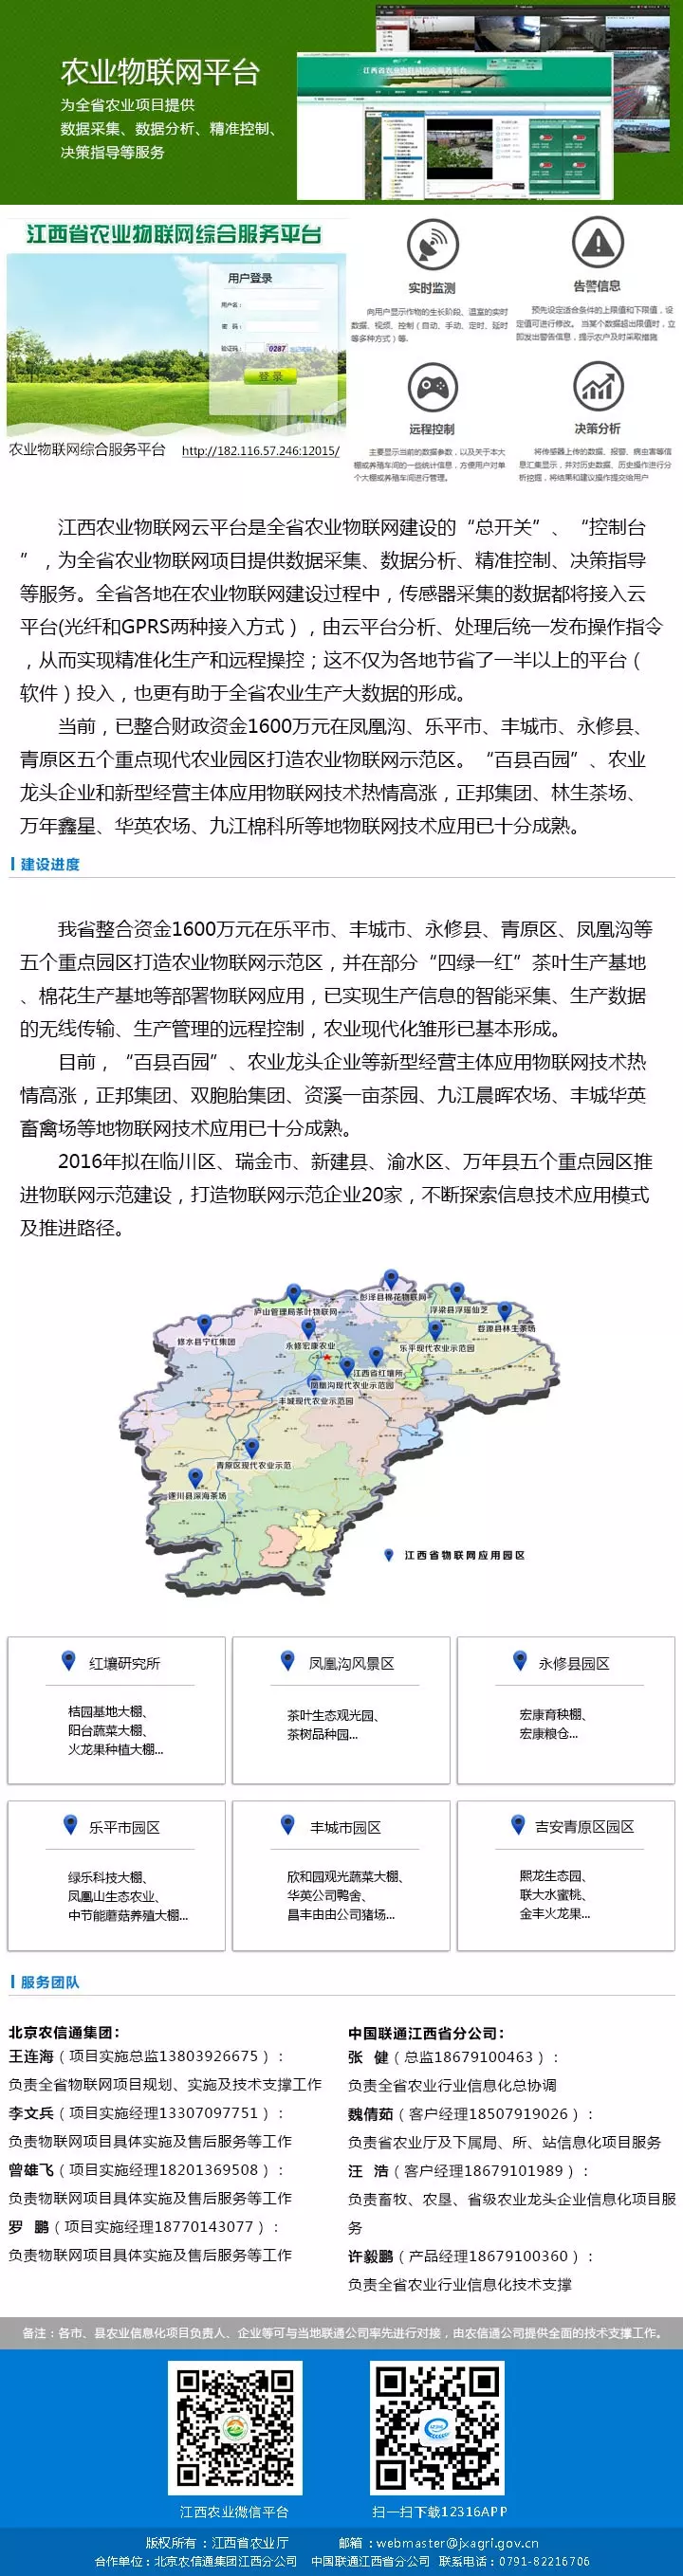 农业物联网平台
为全省农业项目提供
数据采集、数据分析、精准控制、
决策指导等服务
江西省农业物联网综合服务平台
用户登录
用户名：
密 码：
验证码：
0287
登 录
农业物联网综合服务平台 http://182.116.57.246:12015/
实时监测
向用户显示作物的生长阶段、温室的实时
数据、视频、控制（自动、手动、定时、延时
等多种方式）等.
告警信息
预先设定适合条件的上限值和下限值，设
定值可进行修改。 当某个数据超出限值时，立
刻发出警告信息，提示农户及时采取措施
远程控制
主要显示当前的数据参数，以及关于本大
棚或养殖车间的一些统计信息，方便用户对单
个大棚或养殖车间进行管理。
决策分析
将传感器上传的数据、报警、病虫害等信
息汇集显示，并对历史数据、历史操作进行分
析挖掘，将结果和建议操作提交给用户
江西农业物联网云平台是全省农业物联网建设的“总开关”、“控制台
”，为全省农业物联网项目提供数据采集、数据分析、精准控制、决策指导
等服务。全省各地在农业物联网建设过程中，传感器采集的数据都将接入云
平台(光纤和GPRS两种接入方式），由云平台分析、处理后统一发布操作指令
，从而实现精准化生产和远程操控；这不仅为各地节省了一半以上的平台（
软件）投入，也更有助于全省农业生产大数据的形成。
当前，已整合财政资金1600万元在凤凰沟、乐平市、丰城市、永修县、
青原区五个重点现代农业园区打造农业物联网示范区。“百县百园”、农业
龙头企业和新型经营主体应用物联网技术热情高涨，正邦集团、林生茶场、
万年鑫星、华英农场、九江棉科所等地物联网技术应用已十分成熟。
建设进度
我省整合资金1600万元在乐平市、丰城市、永修县、青原区、凤凰沟等
五个重点园区打造农业物联网示范区，并在部分“四绿一红”茶叶生产基地
、棉花生产基地等部署物联网应用，已实现生产信息的智能采集、生产数据
的无线传输、生产管理的远程控制，农业现代化雏形已基本形成。
目前，“百县百园”、农业龙头企业等新型经营主体应用物联网技术热
情高涨，正邦集团、双胞胎集团、资溪一亩茶园、九江晨晖农场、丰城华英
畜禽场等地物联网技术应用已十分成熟。
2016年拟在临川区、瑞金市、新建县、渝水区、万年县五个重点园区推
进物联网示范建设，打造物联网示范企业20家，不断探索信息技术应用模式
及推进路径。
彭泽县棉花物联网
庐山管理局茶叶物联网
浮梁县浮瑶仙芝
婺源县林生茶场
修水县宁红集团
永修宏康农业
乐平现代农业示范园
江西省红壤所
凤凰沟现代农业示范园
丰城现代农业示范园
青原区现代农业示范
遂川县深海茶场
江西省物联网应用园区
红壤研究所
桔园基地大棚、
阳台蔬菜大棚、
火龙果种植大棚...
凤凰沟风景区
茶叶生态观光园、
茶树品种园...
永修县园区
宏康育秧棚、
宏康粮仓...
乐平市园区
绿乐科技大棚、
凤凰山生态农业、
中节能蘑菇养殖大棚...
丰城市园区
欣和园观光蔬菜大棚、
华英公司鸭舍、
昌丰由由公司猪场...
吉安青原区园区
熙龙生态园、
联大水蜜桃、
金丰火龙果...
服务团队
北京农信通集团：
王连海（项目实施总监13803926675）：
负责全省物联网项目规划、实施及技术支撑工作
李文兵（项目实施经理13307097751）：
负责物联网项目具体实施及售后服务等工作
曾雄飞（项目实施经理18201369508）：
负责物联网项目具体实施及售后服务等工作
罗 鹏（项目实施经理18770143077）：
负责物联网项目具体实施及售后服务等工作
中国联通江西省分公司：
张 健（总监18679100463）：
负责全省农业行业信息化总协调
魏倩茹（客户经理18507919026）：
负责省农业厅及下属局、所、站信息化项目服务
汪 浩（客户经理18679101989）：
负责畜牧、农垦、省级农业龙头企业信息化项目服
务
许毅鹏（产品经理18679100360）：
负责全省农业行业信息化技术支撑
备注：各市、县农业信息化项目负责人、企业等可与当地联通公司率先进行对接，由农信通公司提供全面的技术支撑工作。
江西农业微信平台
扫一扫下载12316APP
版权所有：江西省农业厅 邮箱：webmaster@jxagri.gov.cn
合作单位：北京农信通集团江西分公司 中国联通江西省分公司 联系电话：0791-82216706